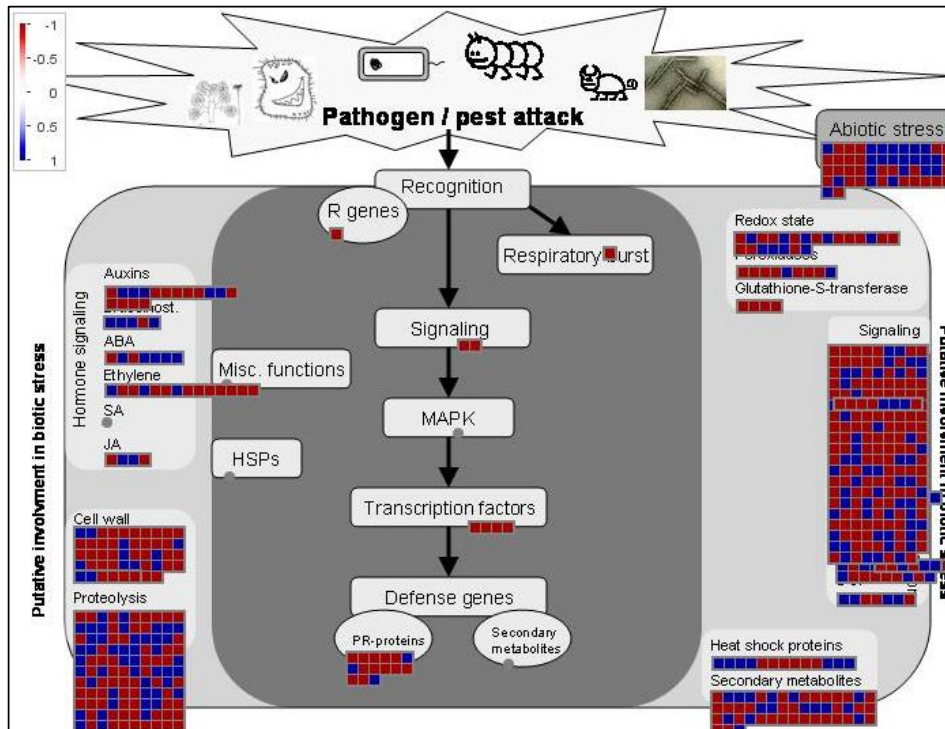 -1
-0.5
0
0.5
1
Pathogen / pest attack
Abiotic stress
Recognition
R genes
Respiratory burst
Redox state
Peroxidases
Glutathione-S-transferase
Auxins
Brassinost.
ABA
Ethylene
SA
JA
Hormone signaling
Signaling
Signaling
Misc. functions
MAPK
HSPs
Transcription factors
Putative involvment in biotic stress
Cell wall
Proteolysis
Defense genes
PR-proteins
Secondary
metabolites
Heat shock proteins
Secondary metabolites